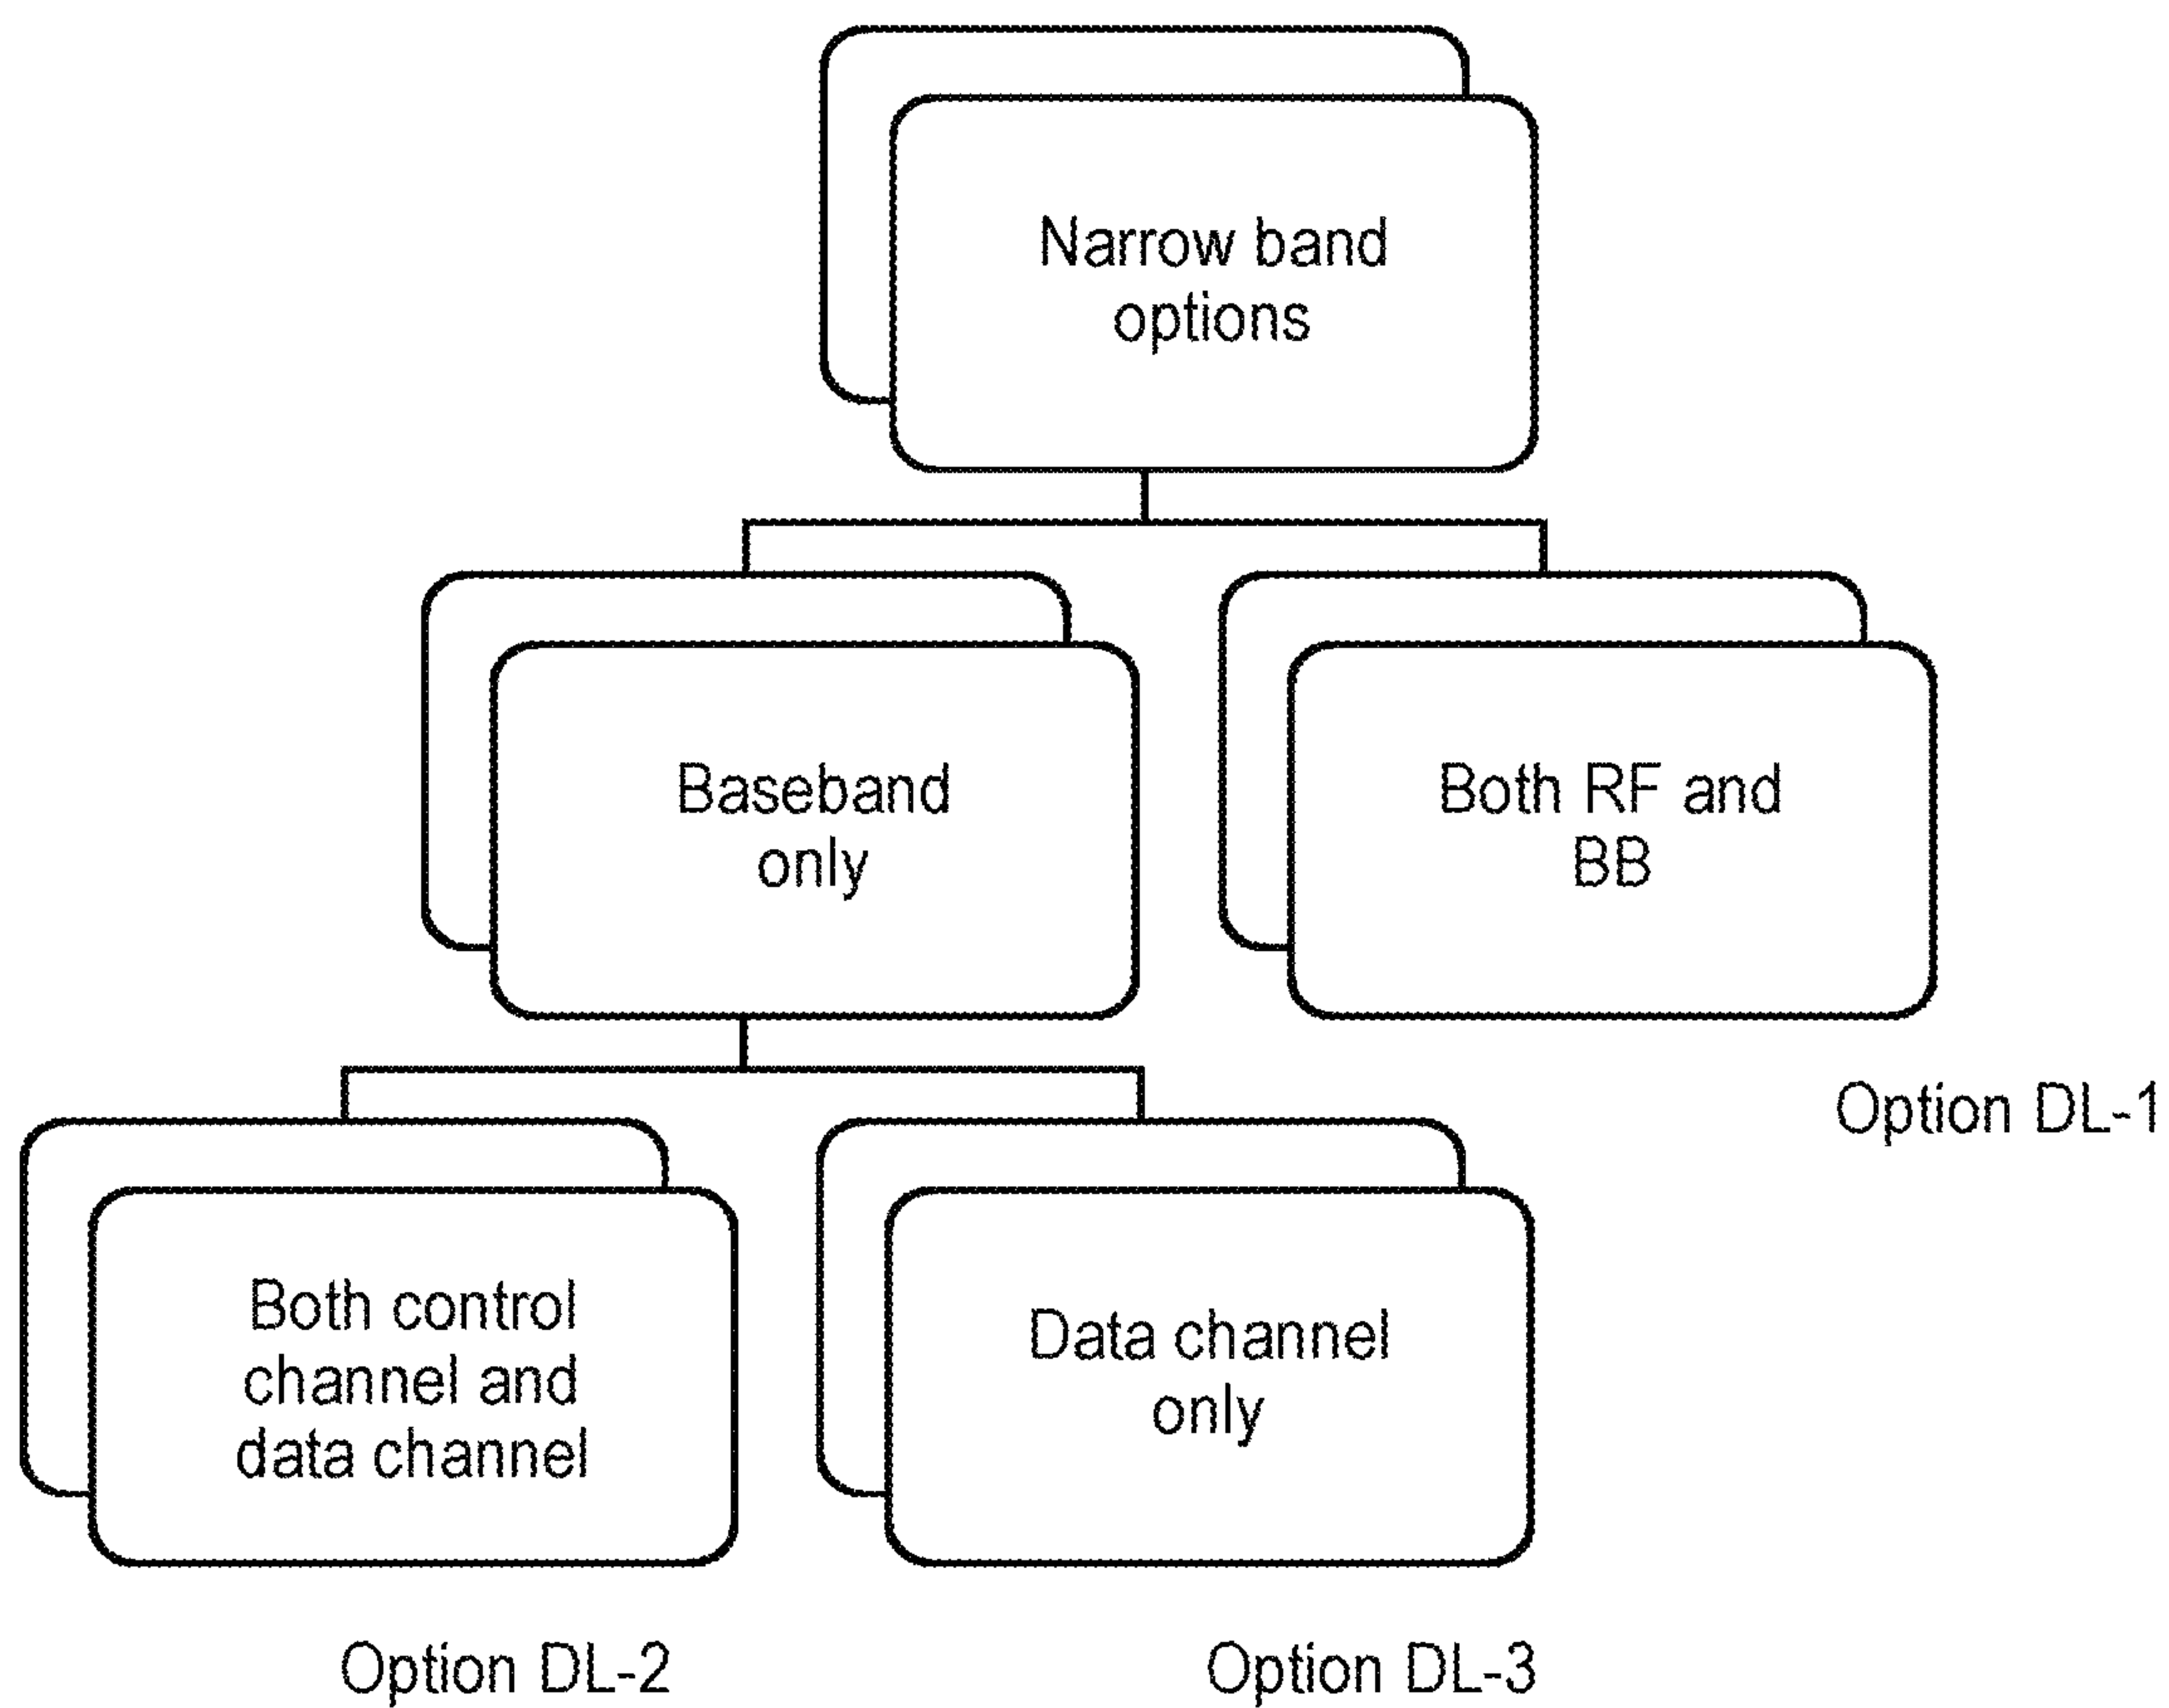 Narrow band
options
Baseband
only
Both RF and
BB
Option DL-1
Both control
channel and
data channel
Data channel
only
Option DL-2
Option DL-3